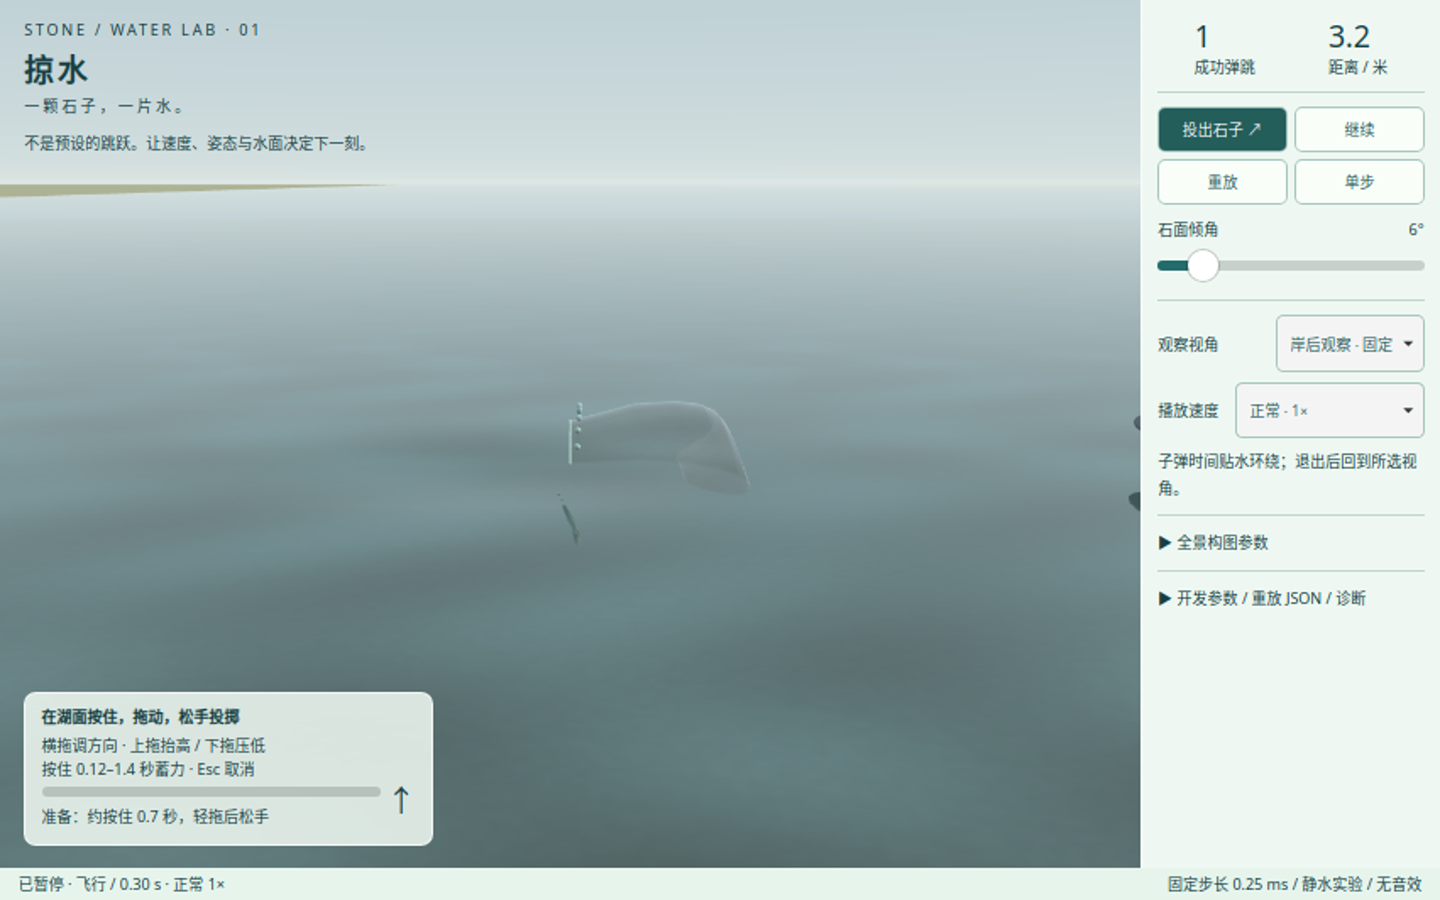 STONE / WATER LAB · 01
掠水
一颗石子，一片水。
不是预设的跳跃。让速度、姿态与水面决定下一刻。
1
成功弹跳
3.2
距离 / 米
投出石子 ↗
继续
重放
单步
石面倾角
6°
观察视角
岸后观察 · 固定
播放速度
正常 · 1×
子弹时间贴水环绕；退出后回到所选视
角。
▶ 全景构图参数
▶ 开发参数 / 重放 JSON / 诊断
在湖面按住，拖动，松手投掷
横拖调方向 · 上拖抬高 / 下拖压低
按住 0.12–1.4 秒蓄力 · Esc 取消
↑
准备：约按住 0.7 秒，轻拖后松手
已暂停 · 飞行 / 0.30 s · 正常 1×
固定步长 0.25 ms / 静水实验 / 无音效